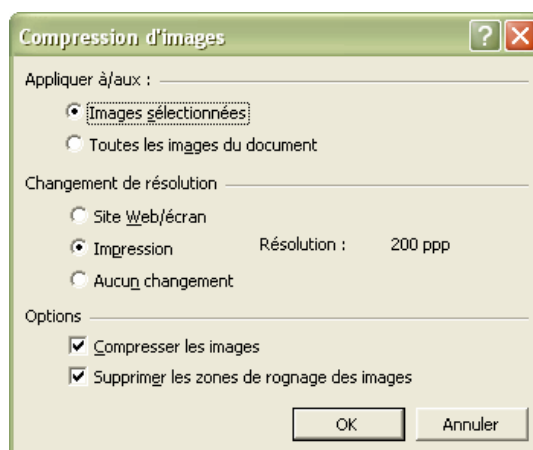 Compression d'images
Appliquer à/aux :
Images sélectionnées
Toutes les images du document
Changement de résolution
Site Web/écran
Impression Résolution : 200 ppp
Aucun changement
Options
Compresser les images
Supprimer les zones de rognage des images
OK Annuler